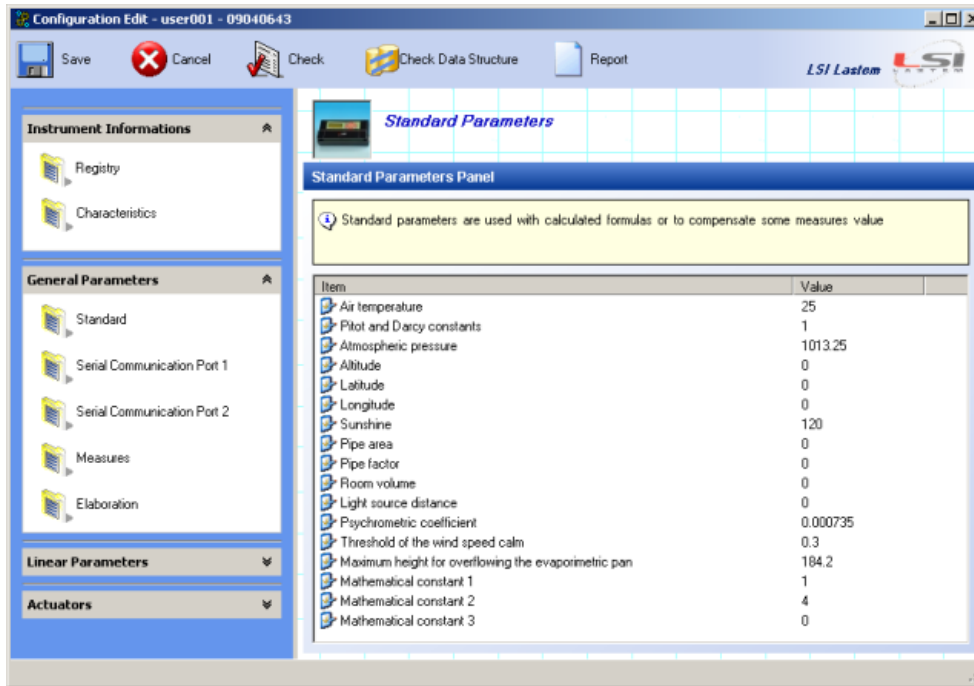 Configuration Edit - user001 - 09040643
Save Cancel Check Check Data Structure Report LSI Lastem LSI LASTEM
Instrument Informations
Registry
Characteristics
General Parameters
Standard
Serial Communication Port 1
Serial Communication Port 2
Measures
Elaboration
Linear Parameters
Actuators
Standard Parameters
Standard Parameters Panel
Standard parameters are used with calculated formulas or to compensate some measures value
Item Value
Air temperature 25
Pitot and Darcy constants 1
Atmospheric pressure 1013.25
Altitude 0
Latitude 0
Longitude 0
Sunshine 120
Pipe area 0
Pipe factor 0
Room volume 0
Light source distance 0
Psychrometric coefficient 0.000735
Threshold of the wind speed calm 0.3
Maximum height for overflowing the evaporimetric pan 184.2
Mathematical constant 1 1
Mathematical constant 2 4
Mathematical constant 3 0